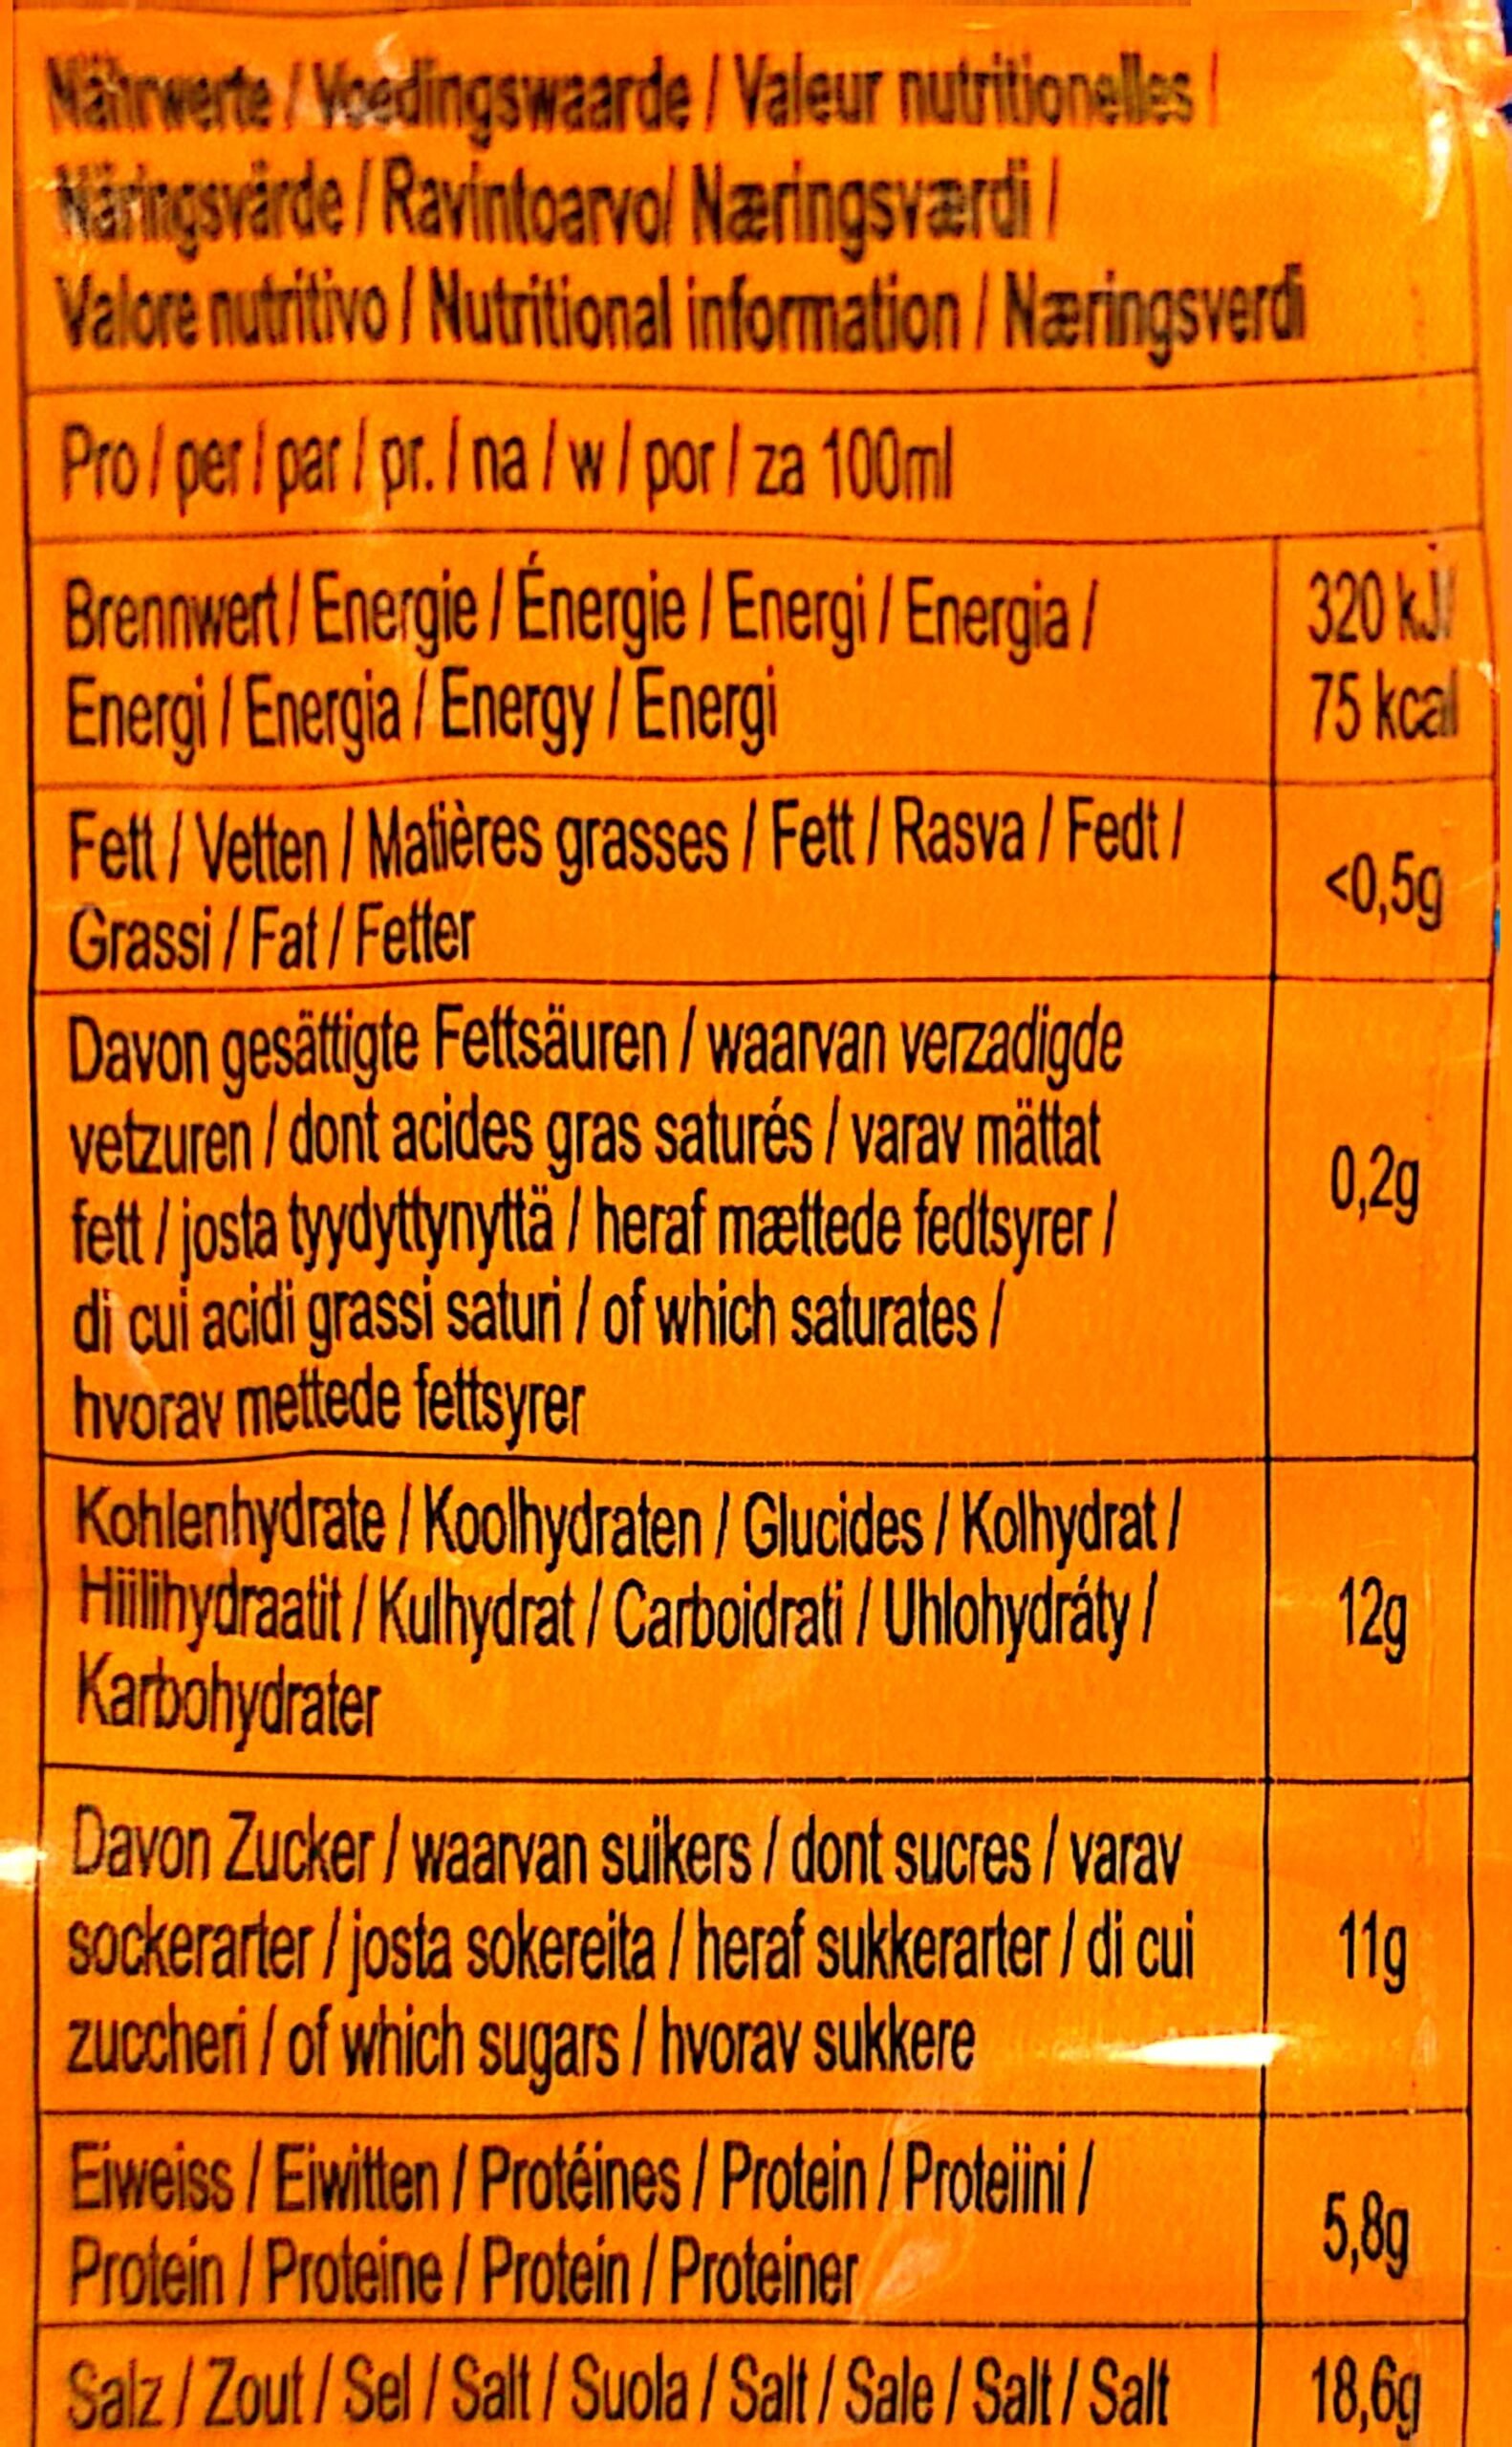 Nährwerte / Voedingswaarde / Valeur nutritionelles /
Näringsvärde / Ravintoarvo/ Næringsværdi /
Valore nutritivo / Nutritional information / Næringsverdi
Pro / per / par / pr. / na / w / por / za 100ml
Brennwert / Energie / Énergie / Energi / Energia /
Energi / Energia / Energy / Energi
320 kJ/
75 kcal
Fett / Vetten / Matières grasses / Fett / Rasva / Fedt /
Grassi / Fat / Fetter
<0,5g
Davon gesättigte Fettsäuren / waarvan verzadigde
vetzuren / dont acides gras saturés / varav mättat
fett / josta tyydyttynyttä / heraf mættede fedtsyrer /
di cui acidi grassi saturi / of which saturates /
hvorav mettede fettsyrer
0,2g
Kohlenhydrate / Koolhydraten / Glucides / Kolhydrat /
Hiilihydraatit / Kulhydrat / Carboidrati / Uhlohydráty /
Karbohydrater
12g
Davon Zucker / waarvan suikers / dont sucres / varav
sockerarter / josta sokereita / heraf sukkerarter / di cui
zuccheri / of which sugars / hvorav sukkere
11g
Eiweiss / Eiwitten / Protéines / Protein / Proteiini /
Protein / Proteine / Protein / Proteiner
5,8g
Salz / Zout / Sel / Salt / Suola / Salt / Sale / Salt / Salt
18,6g